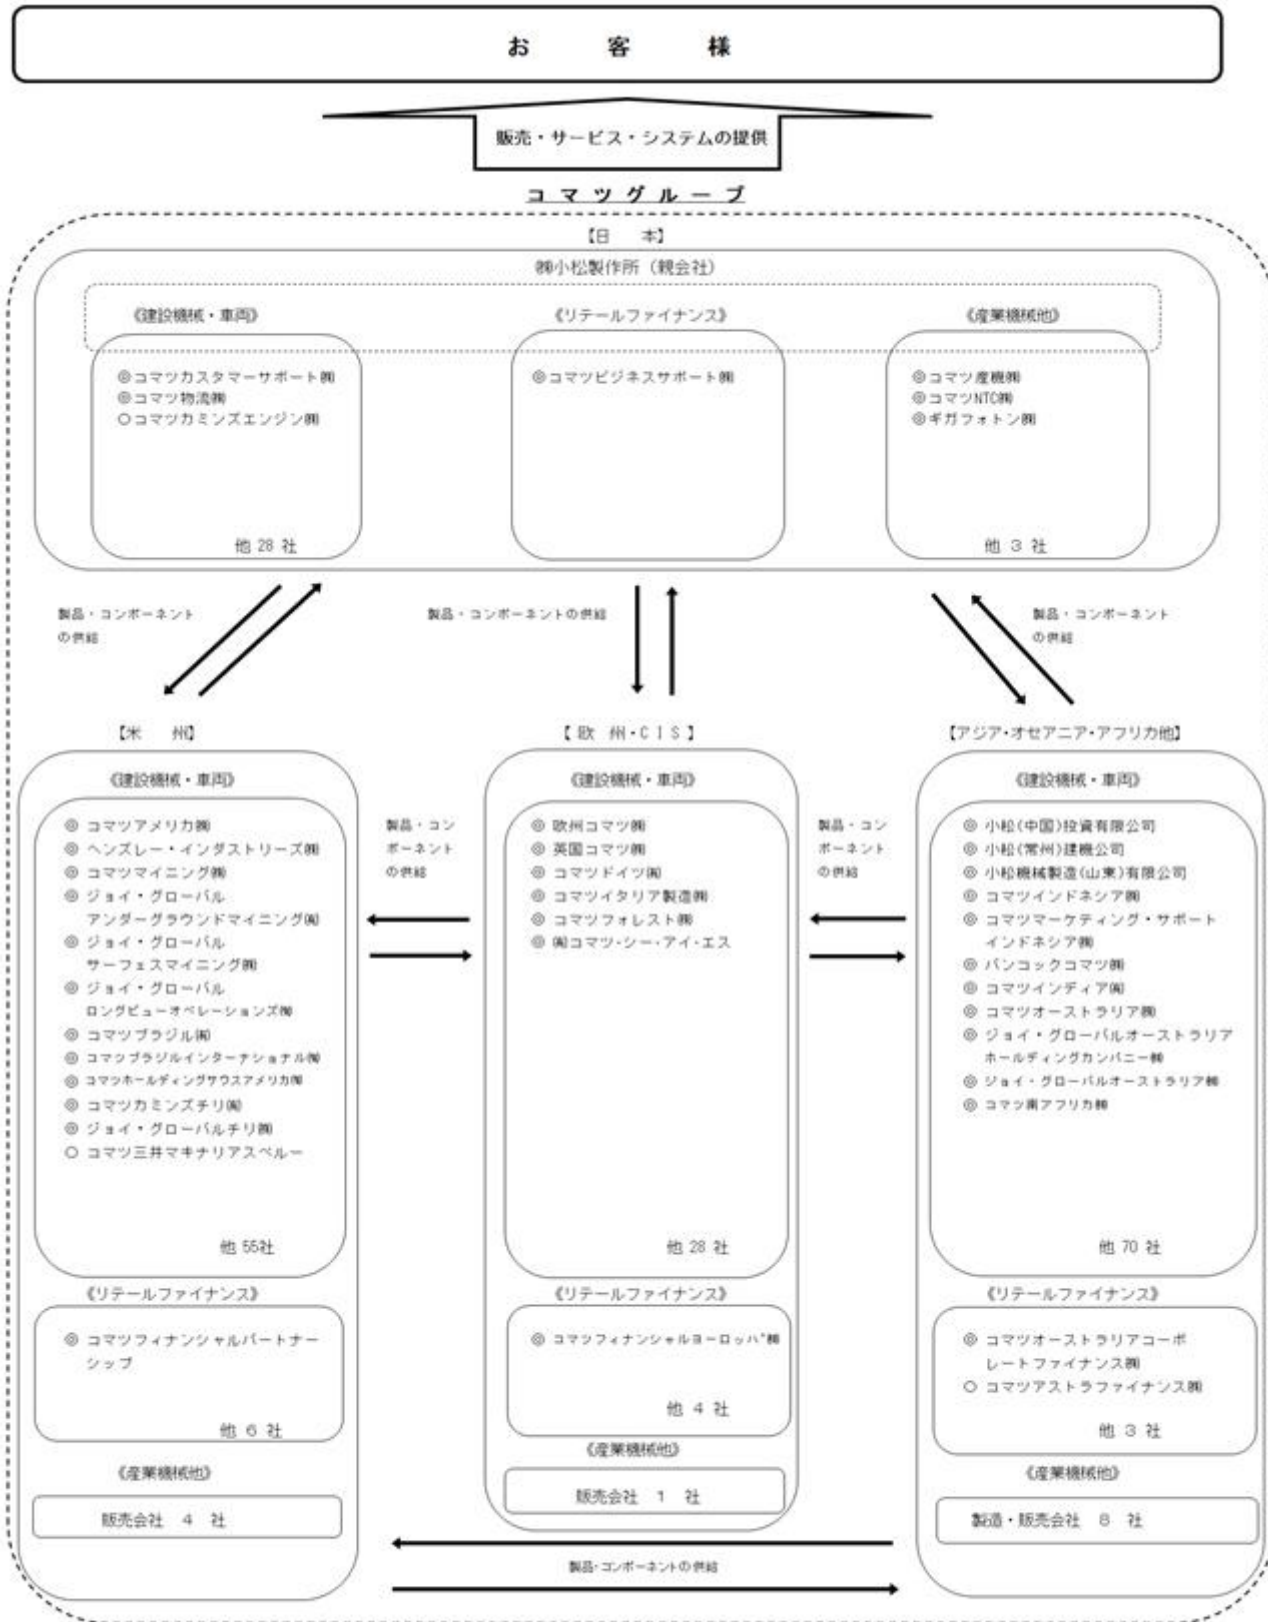 お 客 様
販売・サービス・システムの提供
コマツグループ
【日 本】
㈱小松製作所（親会社）
《建設機械・車両》
◎コマツカスタマーサポート㈱
◎コマツ物流㈱
○コマツカミンズエンジン㈱
他 28 社
《リテールファイナンス》
◎コマツビジネスサポート㈱
《産業機械他》
◎コマツ産機㈱
◎コマツNTC㈱
◎ギガフォトン㈱
他 3 社
製品・コンポーネント
の供給
製品・コンポーネントの供給
製品・コンポーネント
の供給
【米 州】
《建設機械・車両》
◎ コマツアメリカ㈱
◎ ヘンズレー・インダストリーズ㈱
◎ コマツマイニング㈱
◎ ジョイ・グローバル
アンダーグラウンドマイニング㈲
◎ ジョイ・グローバル
サーフェスマイニング㈱
◎ ジョイ・グローバル
ロングビューオペレーションズ㈲
◎ コマツブラジル㈲
◎ コマツブラジルインターナショナル㈲
◎ コマツホールディングサウスアメリカ㈲
◎ コマツカミンズチリ㈲
◎ ジョイ・グローバルチリ㈱
○ コマツ三井マキナリアスペルー
他 55社
《リテールファイナンス》
◎ コマツフィナンシャルパートナー
シップ
他 6 社
《産業機械他》
販売会社 4 社
製品・コン
ポーネント
の供給
【欧 州・CIS】
《建設機械・車両》
◎ 欧州コマツ㈱
◎ 英国コマツ㈱
◎ コマツドイツ㈲
◎ コマツイタリア製造㈱
◎ コマツフォレスト㈱
◎ ㈲コマツ・シー・アイ・エス
他 28 社
《リテールファイナンス》
◎ コマツフィナンシャルヨーロッパ㈱
他 4 社
《産業機械他》
販売会社 1 社
製品・コン
ポーネント
の供給
【アジア・オセアニア・アフリカ他】
《建設機械・車両》
◎ 小松(中国)投資有限公司
◎ 小松(常州)建機公司
◎ 小松機械製造(山東)有限公司
◎ コマツインドネシア㈱
◎ コマツマーケティング・サポート
インドネシア㈱
◎ バンコックコマツ㈱
◎ コマツインディア㈲
◎ コマツオーストラリア㈱
◎ ジョイ・グローバルオーストラリア
ホールディングカンパニー㈱
◎ ジョイ・グローバルオーストラリア㈱
◎ コマツ南アフリカ㈱
他 70 社
《リテールファイナンス》
◎ コマツオーストラリアコーポ
レートファイナンス㈱
○ コマツアストラファイナンス㈱
他 3 社
《産業機械他》
製造・販売会社 8 社
製品・コンポーネントの供給